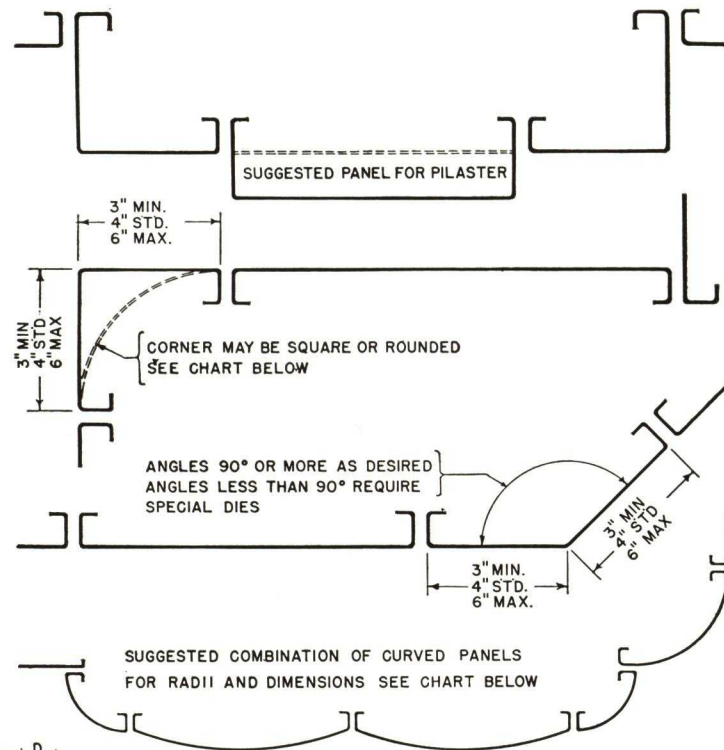 SUGGESTED PANEL FOR PILASTER
3" MIN.
4" STD.
6" MAX.
3" MIN
4" STD
6" MAX
CORNER MAY BE SQUARE OR ROUNDED
SEE CHART BELOW
ANGLES 90° OR MORE AS DESIRED
ANGLES LESS THAN 90° REQUIRE
SPECIAL DIES
3" MIN
4" STD
6" MAX
3" MIN.
4" STD.
6" MAX.
SUGGESTED COMBINATION OF CURVED PANELS
FOR RADII AND DIMENSIONS SEE CHART BELOW
D